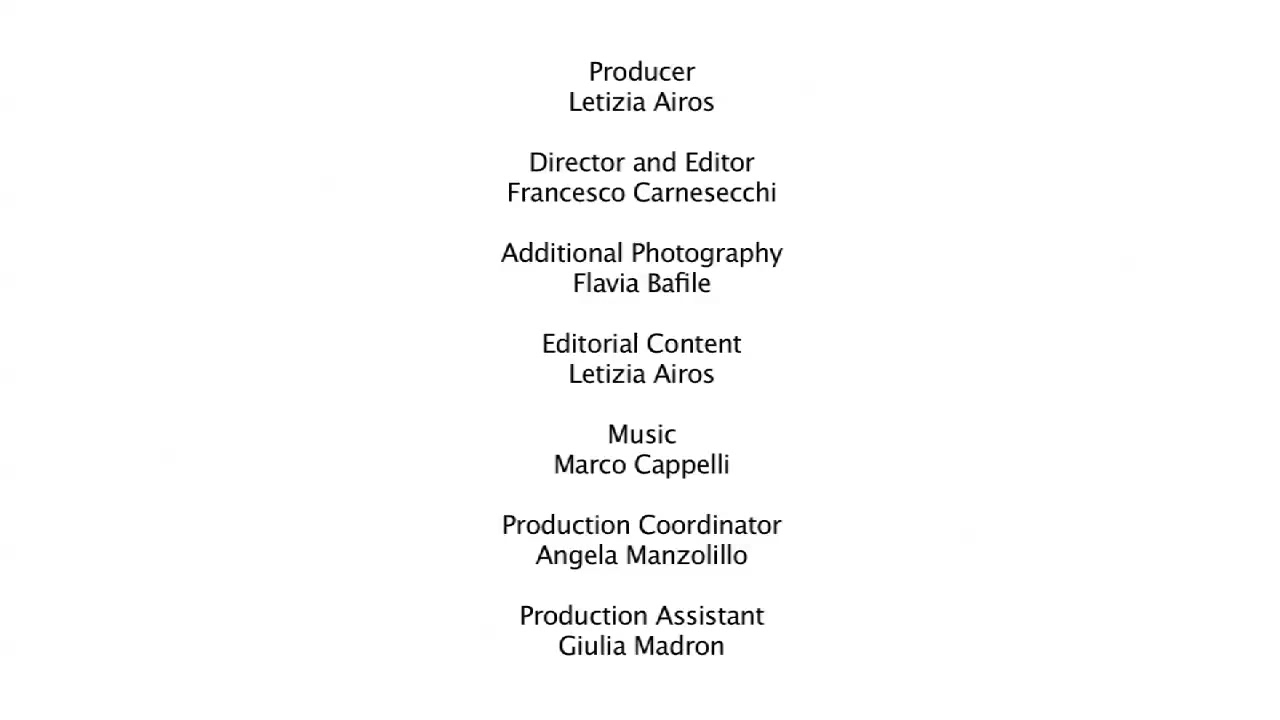 Producer
Letizia Airos
Director and Editor
Francesco Carnesecchi
Additional Photography
Flavia Bafile
Editorial Content
Letizia Airos
Music
Marco Cappelli
Production Coordinator
Angela Manzolillo
Production Assistant
Giulia Madron